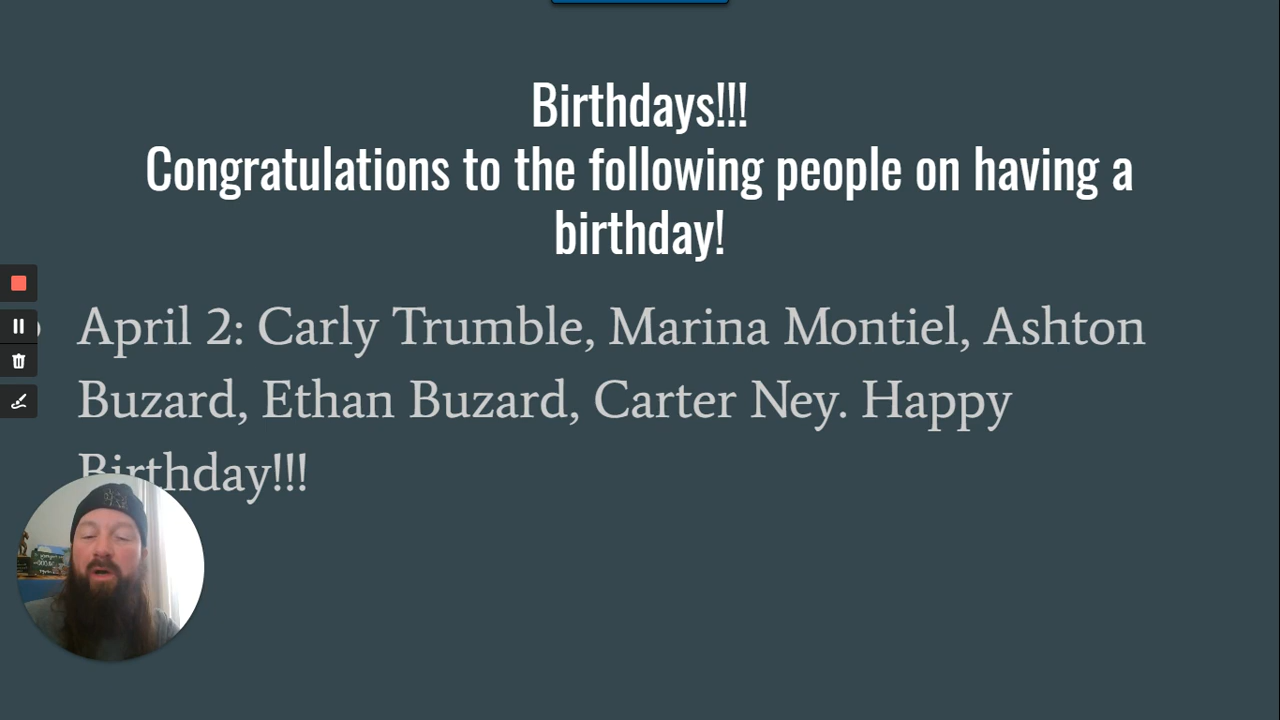 Birthdays!!!
Congratulations to the following people on having a
birthday!
April 2: Carly Trumble, Marina Montiel, Ashton
Buzard, Ethan Buzard, Carter Ney. Happy
Birthday!!!